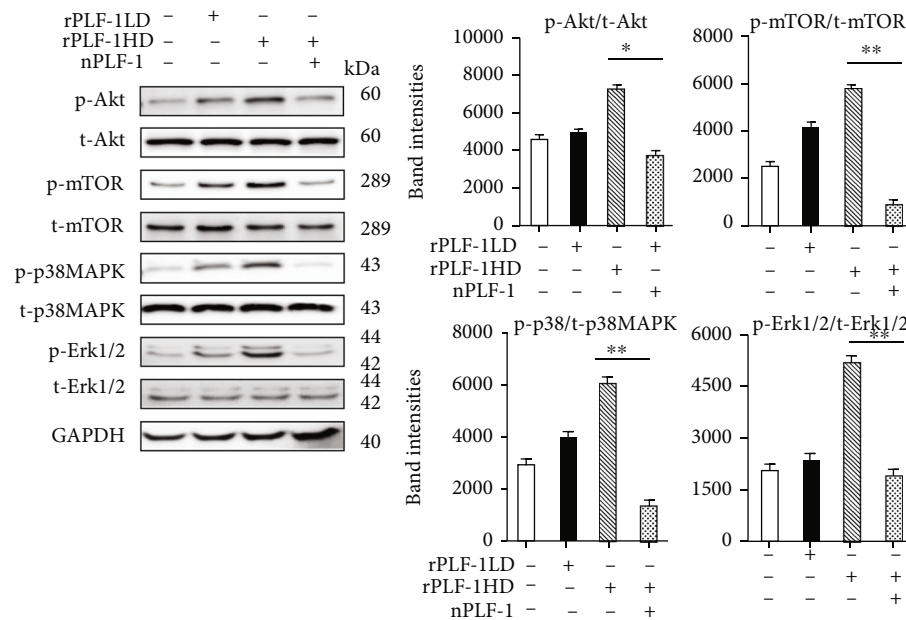 rPLF-1LD – + – –
rPLF-1HD – – + +
nPLF-1 – – – +
kDa
p-Akt 60
t-Akt 60
p-mTOR 289
t-mTOR 289
p-p38MAPK 43
t-p38MAPK 43
p-Erk1/2 44
42
t-Erk1/2 44
42
GAPDH 40
p-Akt/t-Akt
Band intensities
10000
8000
6000
4000
2000
0
*
rPLF-1LD – + – +
rPLF-1HD – – + –
nPLF-1 – – – +
p-mTOR/t-mTOR
8000
6000
4000
2000
0
**
– + – –
– – + +
– – – +
p-p38/t-p38MAPK
Band intensities
8000
6000
4000
2000
0
**
rPLF-1LD – + – –
rPLF-1HD – – + +
nPLF-1 – – – +
p-Erk1/2/t-Erk1/2
6000
4500
3000
1500
0
**
– + – –
– – + +
– – – +